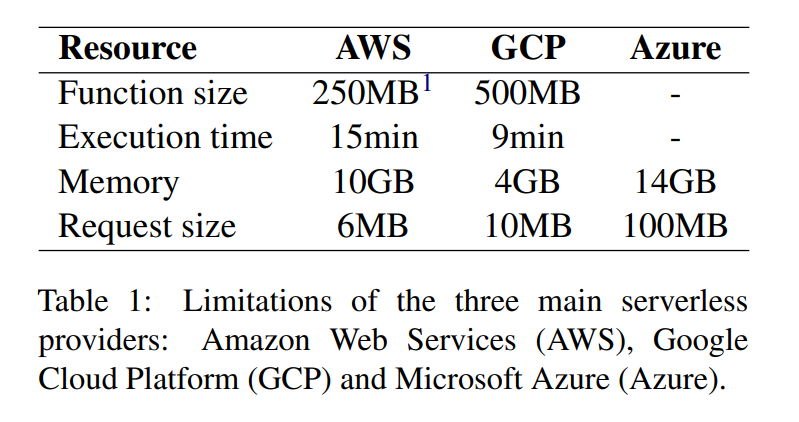 Resource AWS GCP Azure
Function size 250MB1 500MB -
Execution time 15min 9min -
Memory 10GB 4GB 14GB
Request size 6MB 10MB 100MB
Table 1: Limitations of the three main serverless
providers: Amazon Web Services (AWS), Google
Cloud Platform (GCP) and Microsoft Azure (Azure).